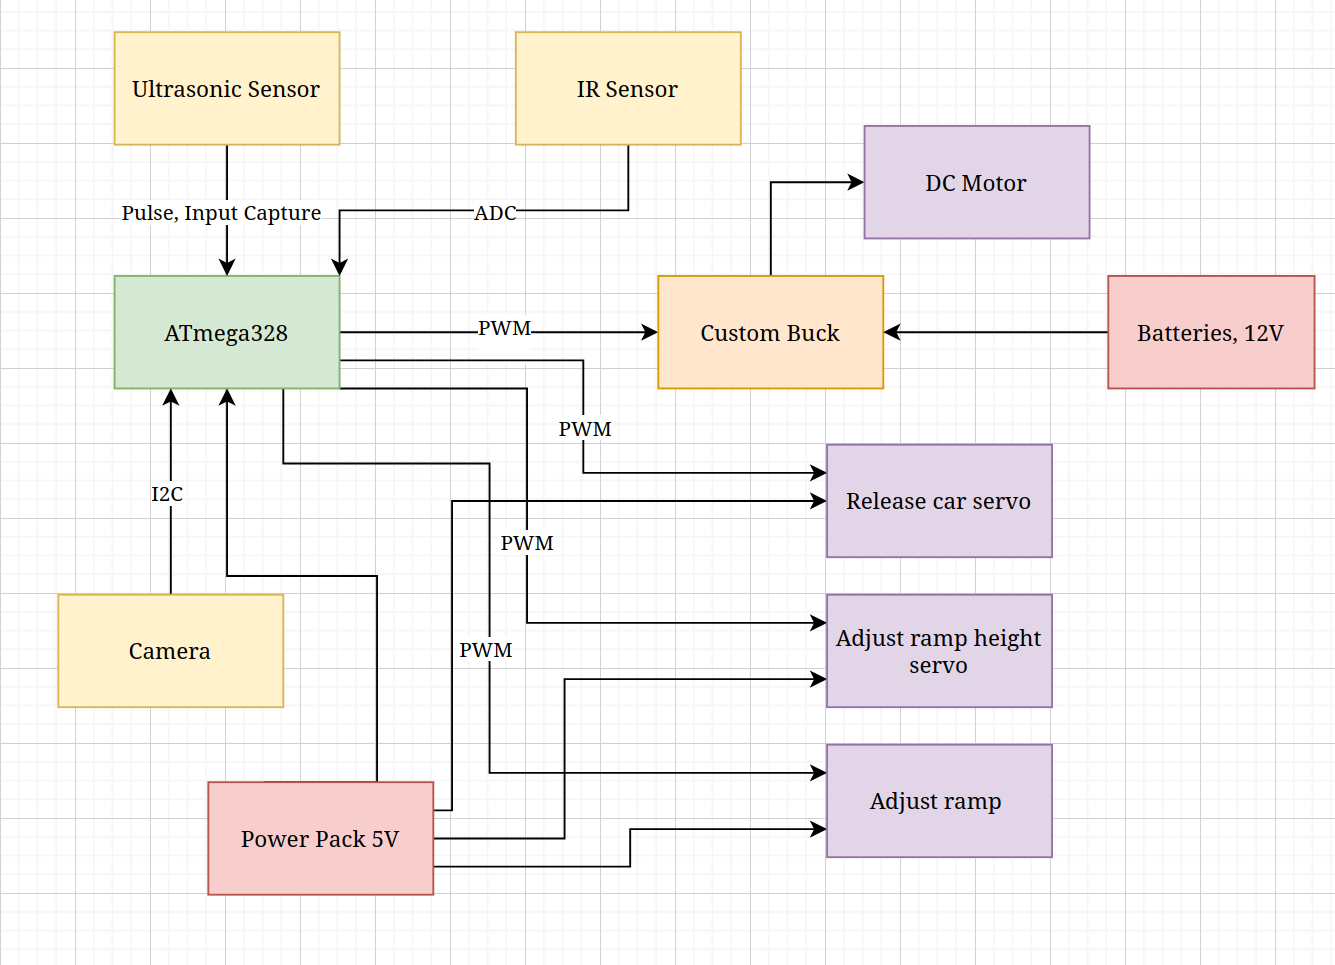 Ultrasonic Sensor
IR Sensor
DC Motor
Pulse, Input Capture
ADC
ATmega328
PWM
Custom Buck
Batteries, 12V
PWM
I2C
Release car servo
PWM
Camera
PWM
Adjust ramp height
servo
Power Pack 5V
Adjust ramp